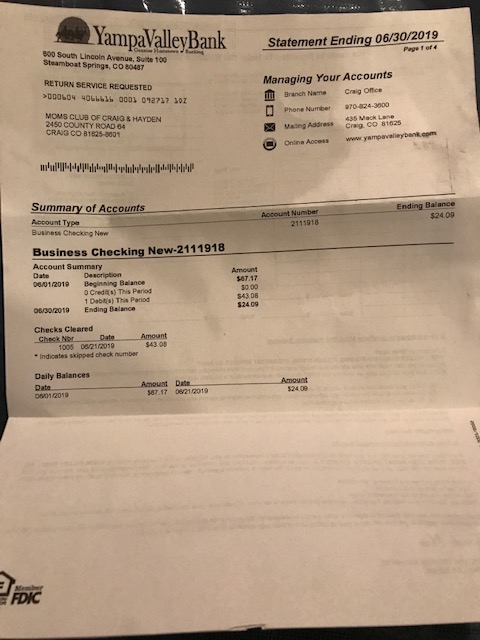 YampaValleyBank
Statement Ending 06/30/2019
Page 1 of 4
600 South Lincoln Avenue, Suite 100
Steamboat Springs, CO 80487
RETURN SERVICE REQUESTED
>000604 4066616 0001 092717 10Z
MOMS CLUB OF CRAIG & HAYDEN
2450 COUNTY ROAD 64
CRAIG CO 81625-8601
Managing Your Accounts
Branch Name Craig Office
Phone Number 970-824-3600
Mailing Address 435 Mack Lane
Craig, CO 81625
Online Access www.yampavalleybank.com
Summary of Accounts
Account Type Account Number Ending Balance
Business Checking New 2111918 $24.09
Business Checking New-2111918
Account Summary
Date Description Amount
06/01/2019 Beginning Balance $67.17
0 Credit(s) This Period $0.00
1 Debit(s) This Period $43.08
06/30/2019 Ending Balance $24.09
Checks Cleared
Check Nbr Date Amount
1005 06/21/2019 $43.08
* Indicates skipped check number
Daily Balances
Date Amount Date Amount
06/01/2019 $67.17 06/21/2019 $24.09
Member
FDIC